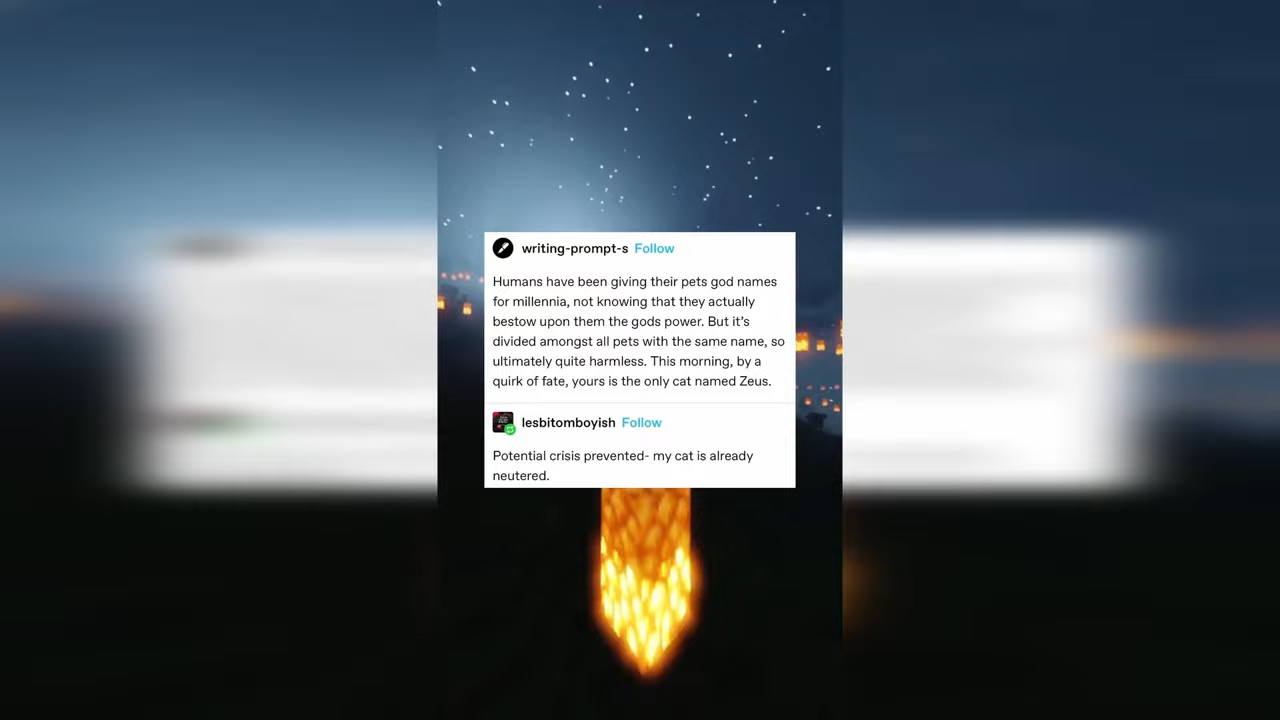 writing-prompt-s Follow
Humans have been giving their pets god names
for millennia, not knowing that they actually
bestow upon them the gods power. But it’s
divided amongst all pets with the same name, so
ultimately quite harmless. This morning, by a
quirk of fate, yours is the only cat named Zeus.
lesbitomboyish Follow
Potential crisis prevented- my cat is already
neutered.